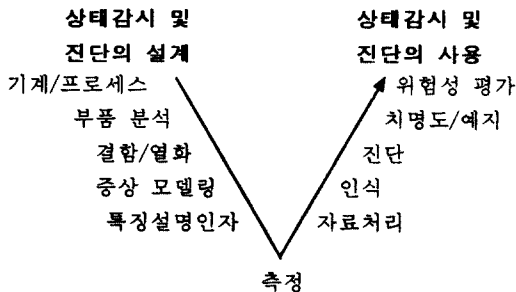 상태감시 및
진단의 설계
기계/프로세스
부품 분석
결함/열화
증상 모델링
특징설명인자
상태감시 및
진단의 사용
위험성 평가
치명도/예지
진단
인식
자료처리
측정